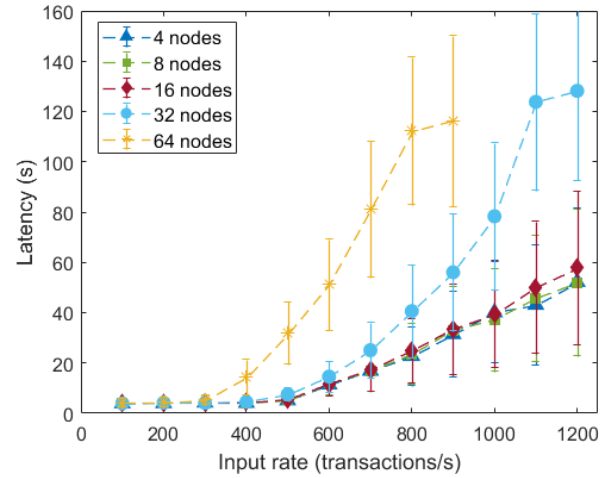 160
140
120
100
80
60
40
20
0
Latency (s)
4 nodes
8 nodes
16 nodes
32 nodes
64 nodes
0 200 400 600 800 1000 1200
Input rate (transactions/s)